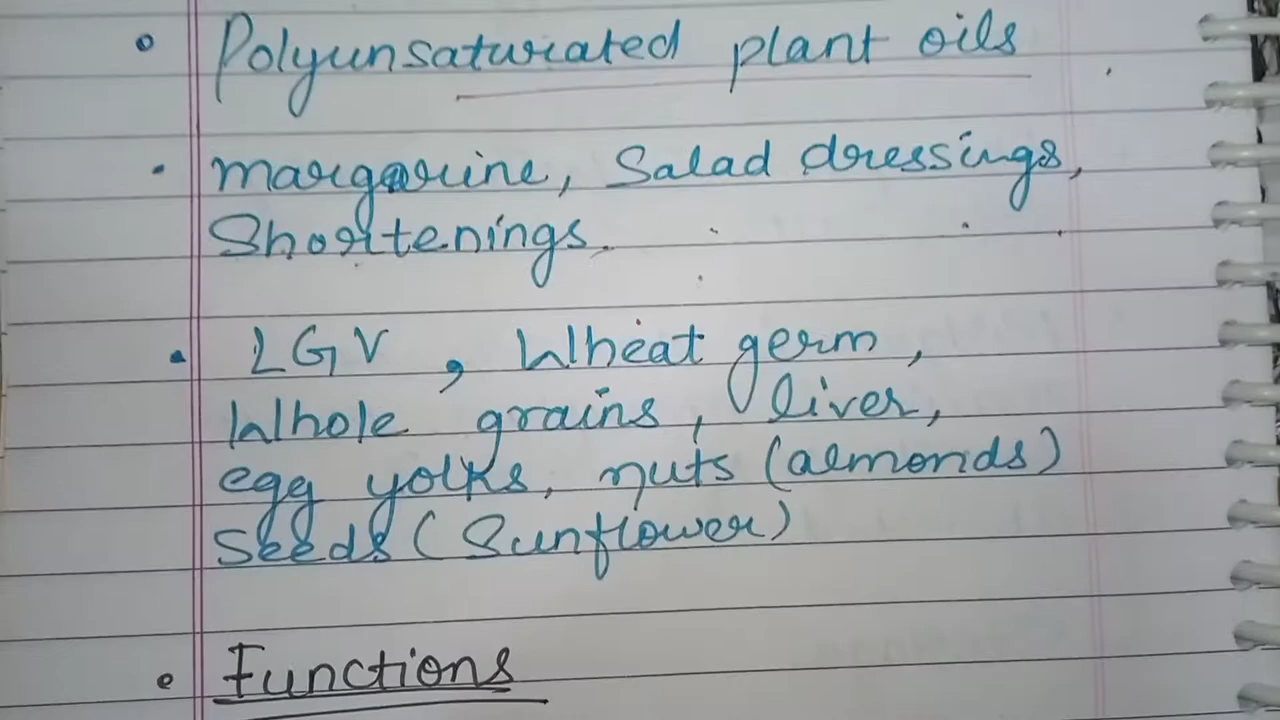 Polyunsaturated plant oils
margarine, Salad dressings,
Shortenings.
LGV, Wheat germ,
Whole grains, liver,
egg yolks, nuts (almonds)
Seeds (Sunflower)
Functions